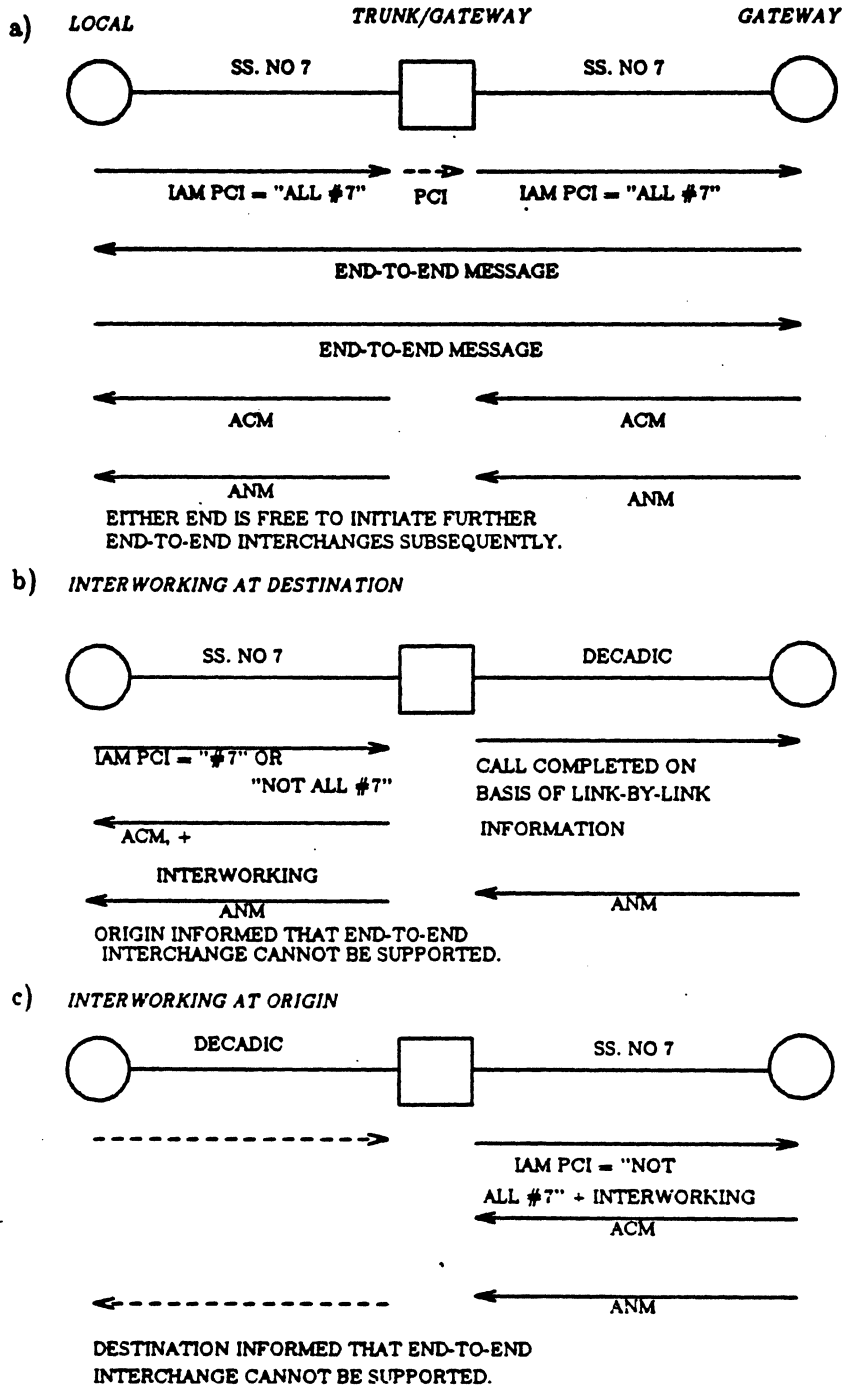 a) LOCAL TRUNK/GATEWAY GATEWAY
SS. NO 7 SS. NO 7
IAM PCI = "ALL #7" PCI IAM PCI = "ALL #7"
END-TO-END MESSAGE
END-TO-END MESSAGE
ACM ACM
ANM ANM
EITHER END IS FREE TO INITIATE FURTHER
END-TO-END INTERCHANGES SUBSEQUENTLY.
b) INTERWORKING AT DESTINATION
SS. NO 7 DECADIC
IAM PCI = "#7" OR
"NOT ALL #7"
CALL COMPLETED ON
BASIS OF LINK-BY-LINK
INFORMATION
ACM, +
INTERWORKING
ANM ANM
ORIGIN INFORMED THAT END-TO-END
INTERCHANGE CANNOT BE SUPPORTED.
c) INTERWORKING AT ORIGIN
DECADIC SS. NO 7
IAM PCI = "NOT
ALL #7" + INTERWORKING
ACM
ANM
DESTINATION INFORMED THAT END-TO-END
INTERCHANGE CANNOT BE SUPPORTED.